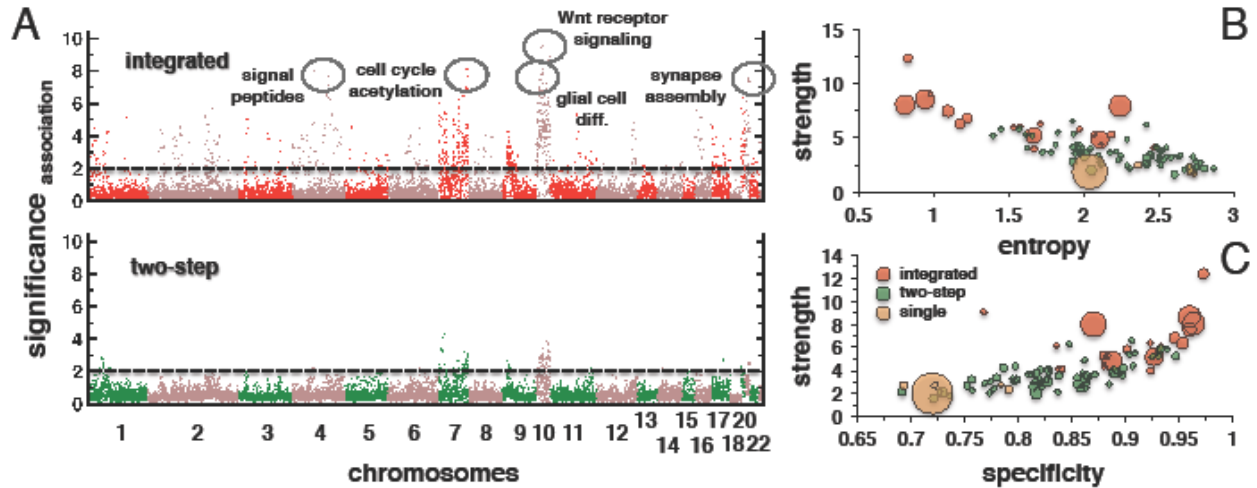 A
integrated
signal
peptides
cell cycle
acetylation
Wnt receptor
signaling
glial cell
diff.
synapse
assembly
10
8
6
4
2
0
significance association
two-step
10
8
6
4
2
0
1 2 3 4 5 6 7 8 9 10 11 12 13 14 15 16 17 18 20 22
chromosomes
B
strength
15
10
5
0
0.5 1 1.5 2 2.5 3
entropy
C
strength
14
12
10
8
6
4
2
0
integrated
two-step
single
0.65 0.7 0.75 0.8 0.85 0.9 0.95 1
specificity